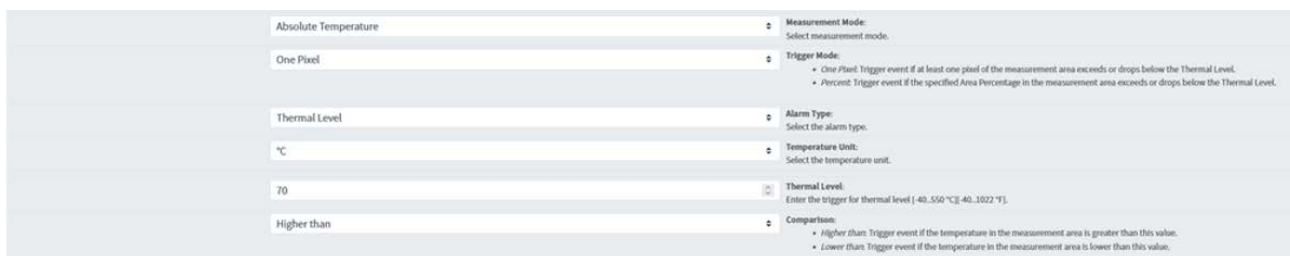 Absolute Temperature
Measurement Mode:
Select measurement mode.
One Pixel
Trigger Mode:
• One Pixel: Trigger event if at least one pixel of the measurement area exceeds or drops below the Thermal Level.
• Percent: Trigger event if the specified Area Percentage in the measurement area exceeds or drops below the Thermal Level.
Thermal Level
Alarm Type:
Select the alarm type.
°C
Temperature Unit:
Select the temperature unit.
70
Thermal Level:
Enter the trigger for thermal level [-40..550 °C][-40..1022 °F].
Higher than
Comparison:
• Higher than: Trigger event if the temperature in the measurement area is greater than this value.
• Lower than: Trigger event if the temperature in the measurement area is lower than this value.